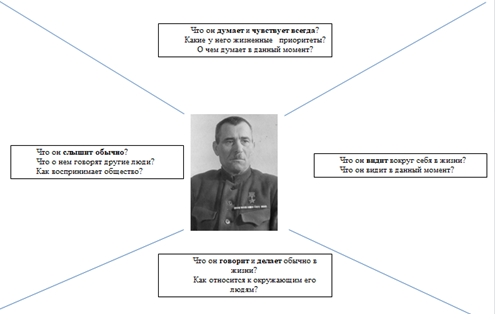 Что он думает и чувствует всегда?
Какие у него жизненные приоритеты?
О чем думает в данный момент?
Что он слышит обычно?
Что о нем говорят другие люди?
Как воспринимает общество?
Что он видит вокруг себя в жизни?
Что он видит в данный момент?
Что он говорит и делает обычно в
жизни?
Как относится к окружающим его
людям?